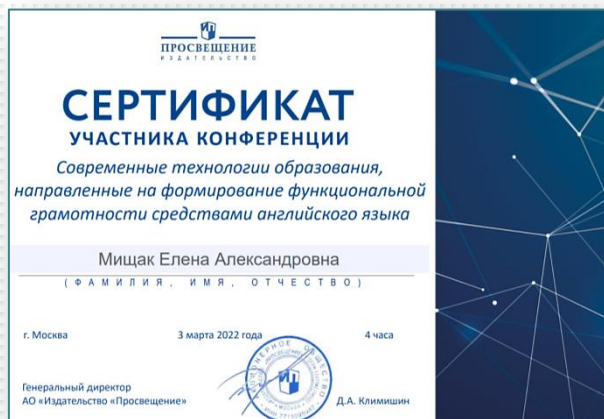 ПРОСВЕЩЕНИЕ
ИЗДАТЕЛЬСТВО
СЕРТИФИКАТ
УЧАСТНИКА КОНФЕРЕНЦИИ
Современные технологии образования,
направленные на формирование функциональной
грамотности средствами английского языка
Мищак Елена Александровна
(ФАМИЛИЯ, ИМЯ, ОТЧЕСТВО)
г. Москва 3 марта 2022 года 4 часа
Генеральный директор
АО «Издательство «Просвещение» Д.А. Климишин